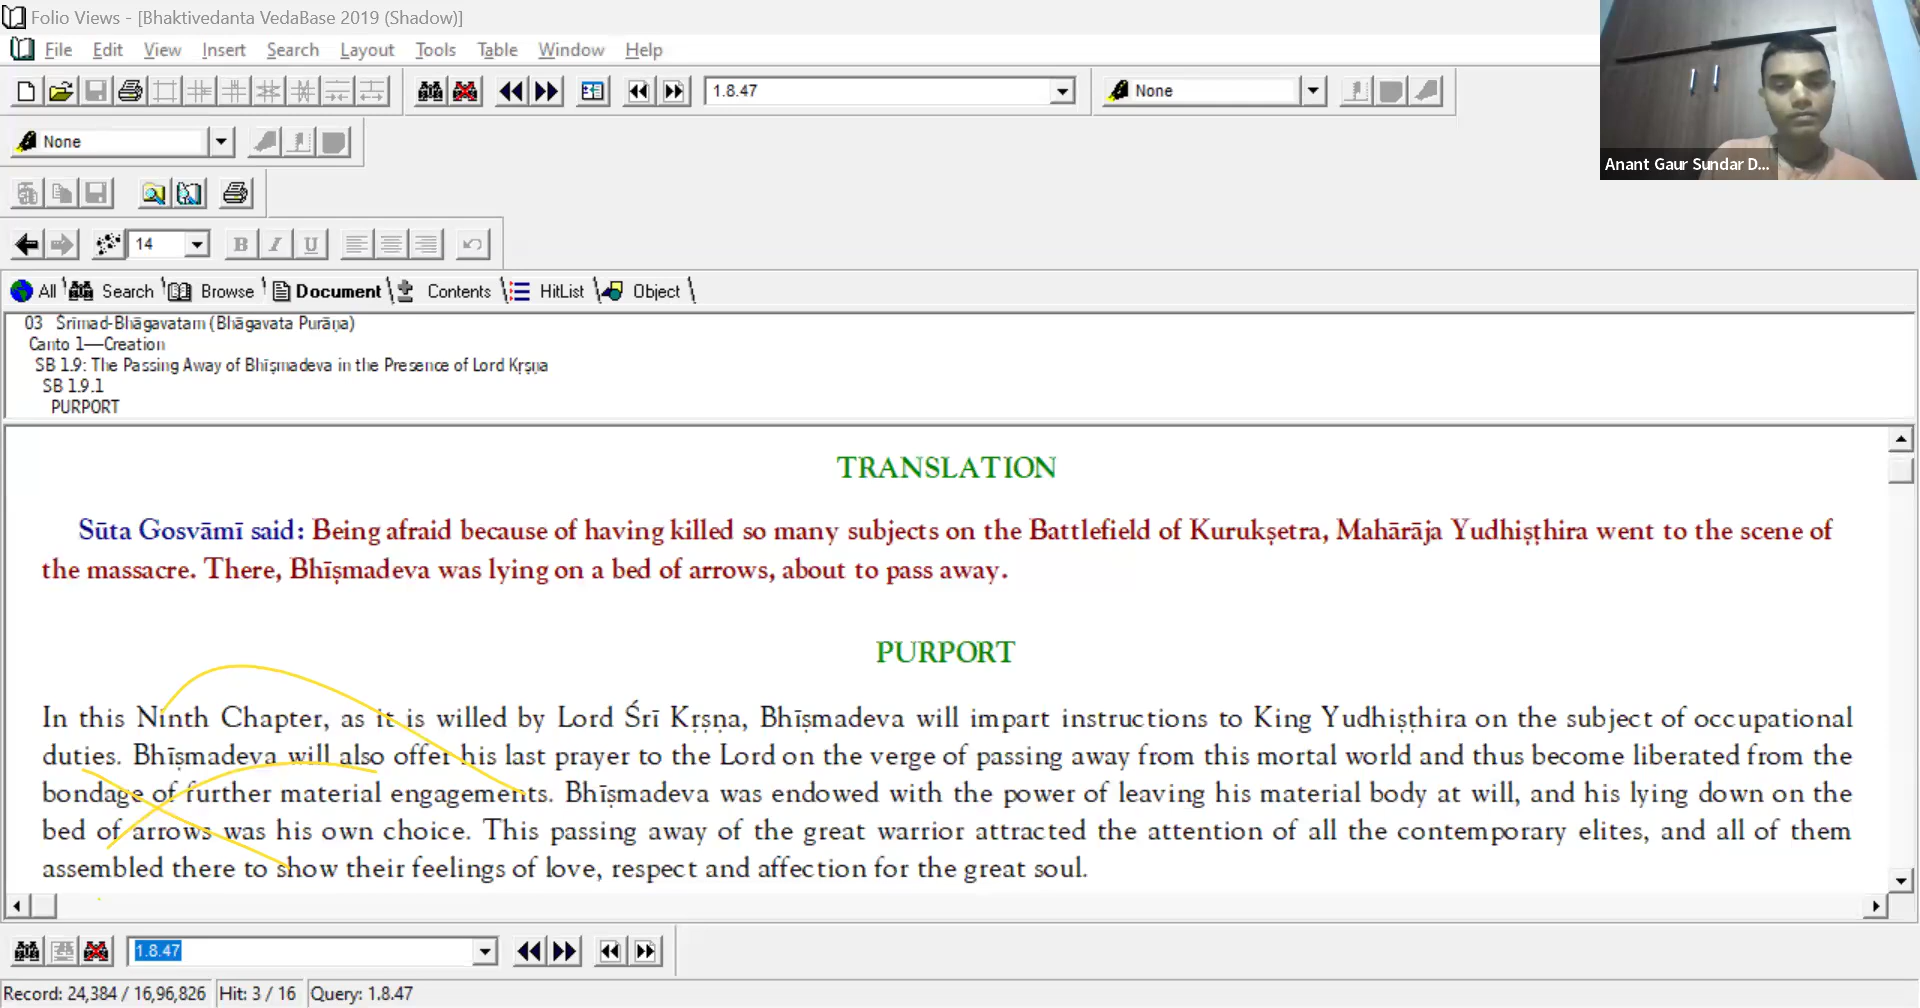 Folio Views - [Bhaktivedanta VedaBase 2019 (Shadow)]
File Edit View Insert Search Layout Tools Table Window Help
1.8.47 None
None
14 B I U
All Search Browse Document Contents HitList Object
03 Śrīmad-Bhāgavatam (Bhāgavata Purāṇa)
Canto 1—Creation
SB 1.9: The Passing Away of Bhīṣmadeva in the Presence of Lord Kṛṣṇa
SB 1.9.1
PURPORT
TRANSLATION
Sūta Gosvāmī said: Being afraid because of having killed so many subjects on the Battlefield of Kurukṣetra, Mahārāja Yudhiṣṭhira went to the scene of
the massacre. There, Bhīṣmadeva was lying on a bed of arrows, about to pass away.
PURPORT
In this Ninth Chapter, as it is willed by Lord Śrī Kṛṣṇa, Bhīṣmadeva will impart instructions to King Yudhiṣṭhira on the subject of occupational
duties. Bhīṣmadeva will also offer his last prayer to the Lord on the verge of passing away from this mortal world and thus become liberated from the
bondage of further material engagements. Bhīṣmadeva was endowed with the power of leaving his material body at will, and his lying down on the
bed of arrows was his own choice. This passing away of the great warrior attracted the attention of all the contemporary elites, and all of them
assembled there to show their feelings of love, respect and affection for the great soul.
1.8.47
Record: 24,384 / 16,96,826 Hit: 3 / 16 Query: 1.8.47
Anant Gaur Sundar D...